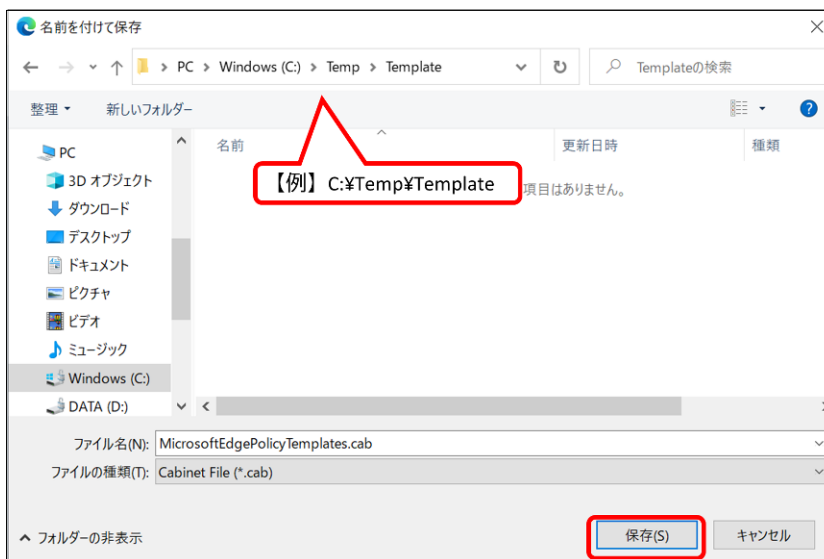 名前を付けて保存
PC > Windows (C:) > Temp > Template
Templateの検索
整理
新しいフォルダー
名前
更新日時
種類
【例】C:¥Temp¥Template
項目はありません。
PC
3D オブジェクト
ダウンロード
デスクトップ
ドキュメント
ピクチャ
ビデオ
ミュージック
Windows (C:)
DATA (D:)
ファイル名(N): MicrosoftEdgePolicyTemplates.cab
ファイルの種類(T): Cabinet File (*.cab)
フォルダーの非表示
保存(S)
キャンセル